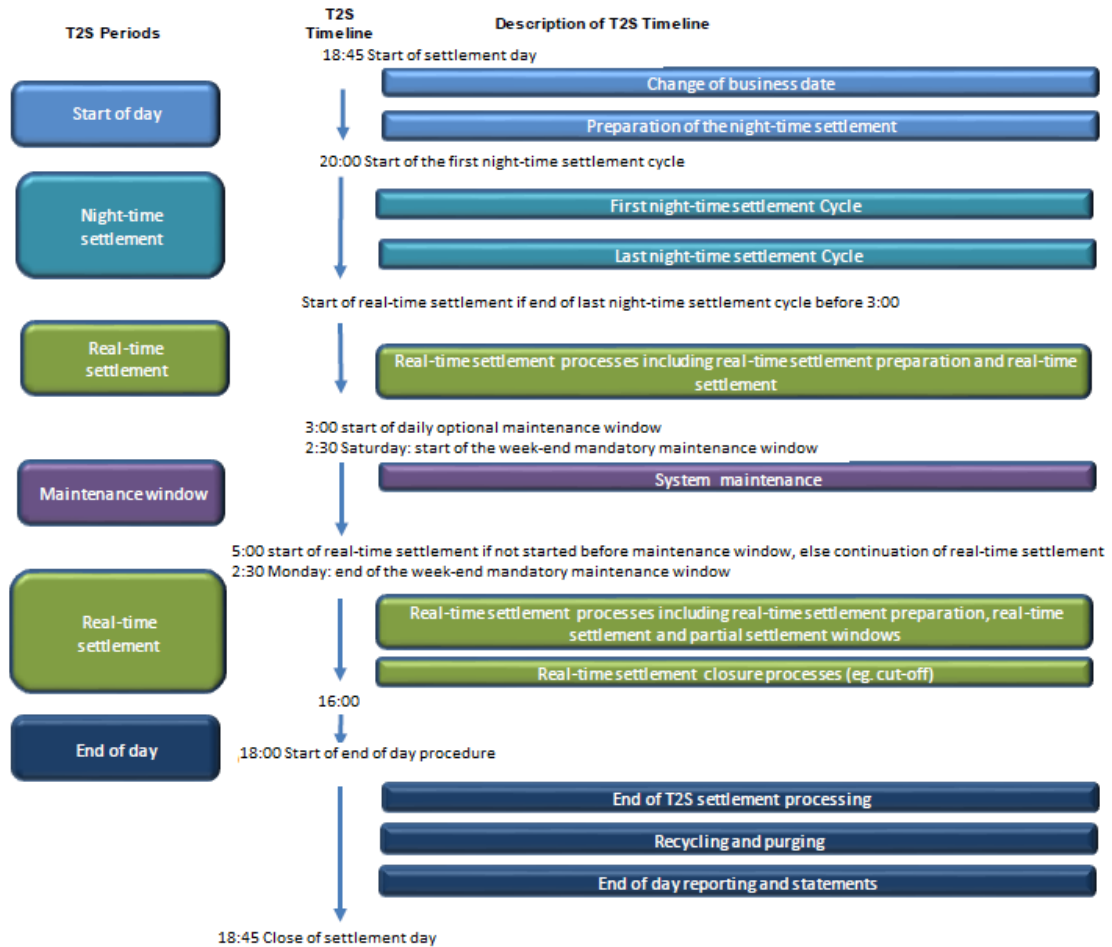 T2S Periods
T2S
Timeline
Description of T2S Timeline
18:45 Start of settlement day
Start of day
Change of business date
Preparation of the night-time settlement
20:00 Start of the first night-time settlement cycle
Night-time
settlement
First night-time settlement Cycle
Last night-time settlement Cycle
Start of real-time settlement if end of last night-time settlement cycle before 3:00
Real-time
settlement
Real-time settlement processes including real-time settlement preparation and real-time
settlement
3:00 start of daily optional maintenance window
2:30 Saturday: start of the week-end mandatory maintenance window
Maintenance window
System maintenance
5:00 start of real-time settlement if not started before maintenance window, else continuation of real-time settlement
2:30 Monday: end of the week-end mandatory maintenance window
Real-time
settlement
Real-time settlement processes including real-time settlement preparation, real-time
settlement and partial settlement windows
Real-time settlement closure processes (eg. cut-off)
16:00
End of day
18:00 Start of end of day procedure
End of T2S settlement processing
Recycling and purging
End of day reporting and statements
18:45 Close of settlement day